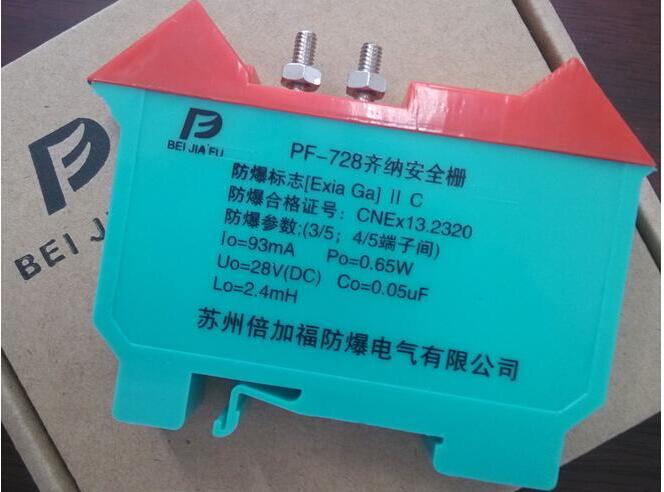 BEI JIA FU
PF-728齐纳安全栅
防爆标志[Exia Ga] II C
防爆合格证号：CNEx13.2320
防爆参数;(3/5；4/5端子间)
Io=93mA Po=0.65W
Uo=28V(DC) Co=0.05uF
Lo=2.4mH
苏州倍加福防爆电气有限公司
BEI J